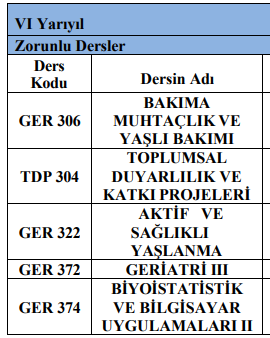 VI Yarıyıl
Zorunlu Dersler
Ders
Kodu
Dersin Adı
GER 306
BAKIMA
MUHTAÇLIK VE
YAŞLI BAKIMI
TDP 304
TOPLUMSAL
DUYARLILIK VE
KATKI PROJELERİ
GER 322
AKTİF VE
SAĞLIKLI
YAŞLANMA
GER 372
GERİATRİ III
GER 374
BİYOİSTATİSTİK
VE BİLGİSAYAR
UYGULAMALARI II